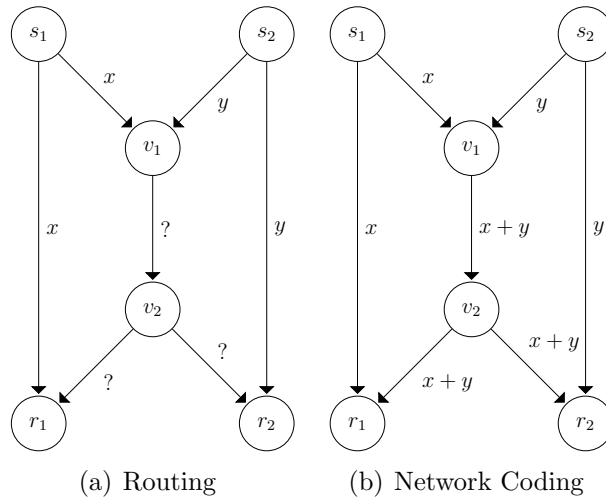 s1 s2 s1 s2
x y x y
v1 v1
x ? y x x + y y
v2 v2
? ? x + y x + y
r1 r2 r1 r2
(a) Routing (b) Network Coding